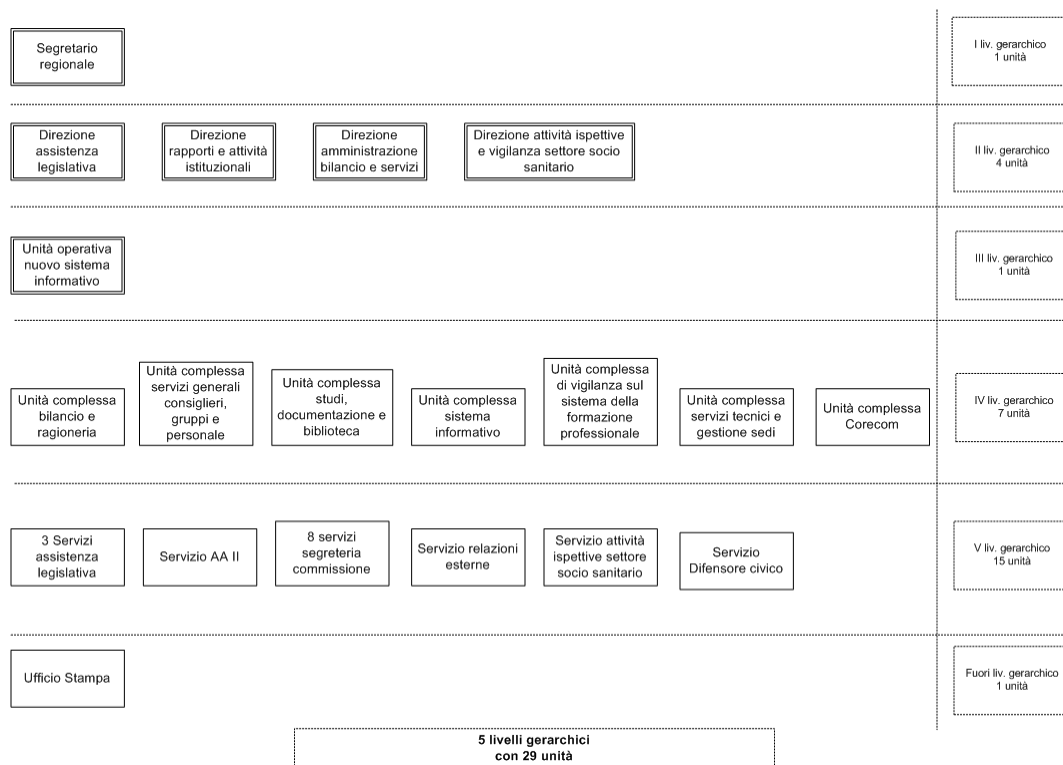 Segretario
regionale
I liv. gerarchico
1 unità
Direzione
assistenza
legislativa
Direzione
rapporti e attività
istituzionali
Direzione
amministrazione
bilancio e servizi
Direzione attività ispettive
e vigilanza settore socio
sanitario
II liv. gerarchico
4 unità
Unità operativa
nuovo sistema
informativo
III liv. gerarchico
1 unità
Unità complessa
bilancio e
ragioneria
Unità complessa
servizi generali
consiglieri,
gruppi e
personale
Unità complessa
studi,
documentazione e
biblioteca
Unità complessa
sistema
informativo
Unità complessa
di vigilanza sul
sistema della
formazione
professionale
Unità complessa
servizi tecnici e
gestione sedi
Unità complessa
Corecom
IV liv. gerarchico
7 unità
3 Servizi
assistenza
legislativa
Servizio AA II
8 servizi
segreteria
commissione
Servizio relazioni
esterne
Servizio attività
ispettive settore
socio sanitario
Servizio
Difensore civico
V liv. gerarchico
15 unità
Ufficio Stampa
Fuori liv. gerarchico
1 unità
5 livelli gerarchici
con 29 unità